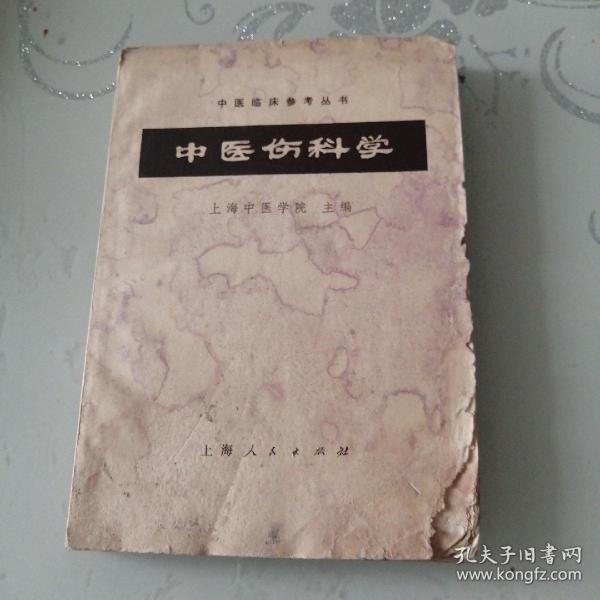 中医临床参考丛书
中医伤科学
上海中医学院 主编
上海人民出版社
孔夫子旧書网
www.kongfz.com